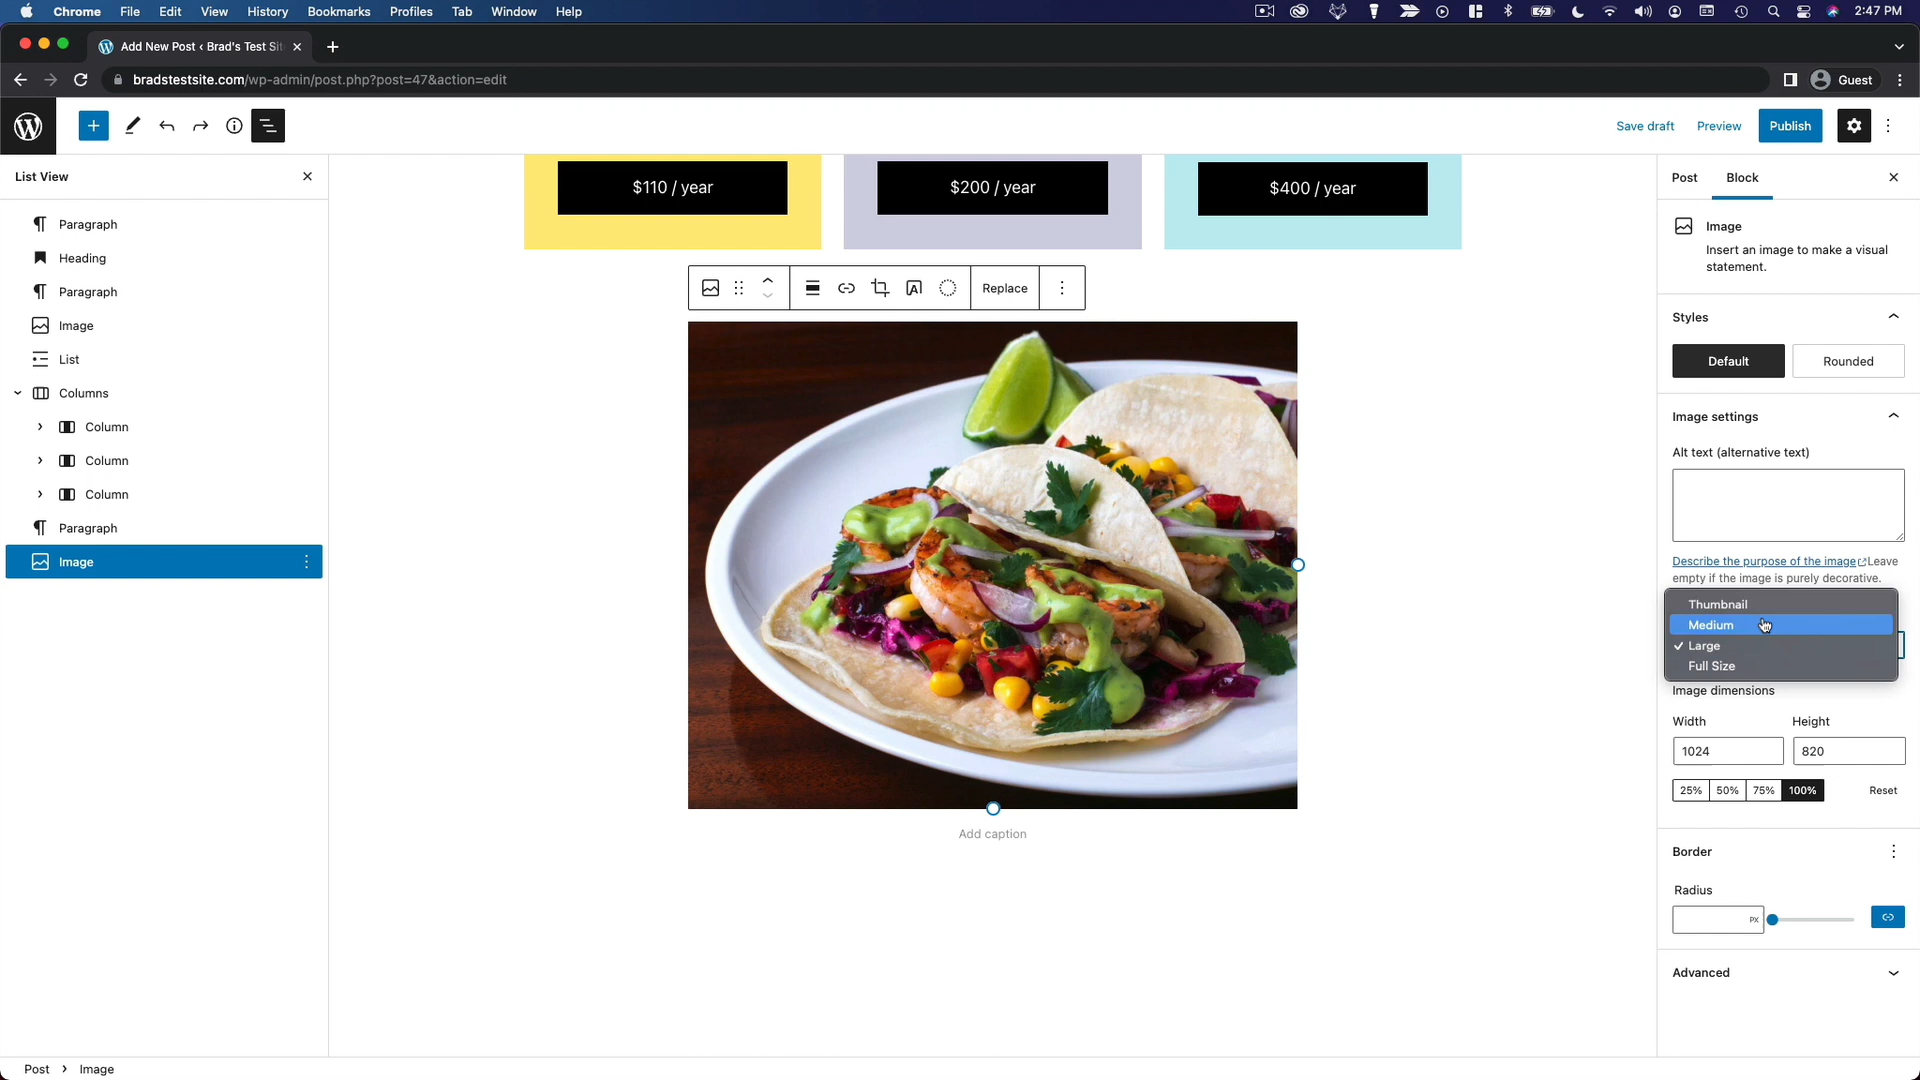 Chrome File Edit View History Bookmarks Profiles Tab Window Help 2:47 PM
Add New Post ‹ Brad's Test Sit
bradstestsite.com/wp-admin/post.php?post=47&action=edit Guest
Save draft Preview Publish
List View
Paragraph
Heading
Paragraph
Image
List
Columns
Column
Column
Column
Paragraph
Image
$110 / year $200 / year $400 / year
Replace
Add caption
Post Block
Image
Insert an image to make a visual
statement.
Styles
Default Rounded
Image settings
Alt text (alternative text)
Describe the purpose of the image Leave
empty if the image is purely decorative.
Thumbnail
Medium
✓ Large
Full Size
Image dimensions
Width Height
1024 820
25% 50% 75% 100% Reset
Border
Radius
PX
Advanced
Post › Image